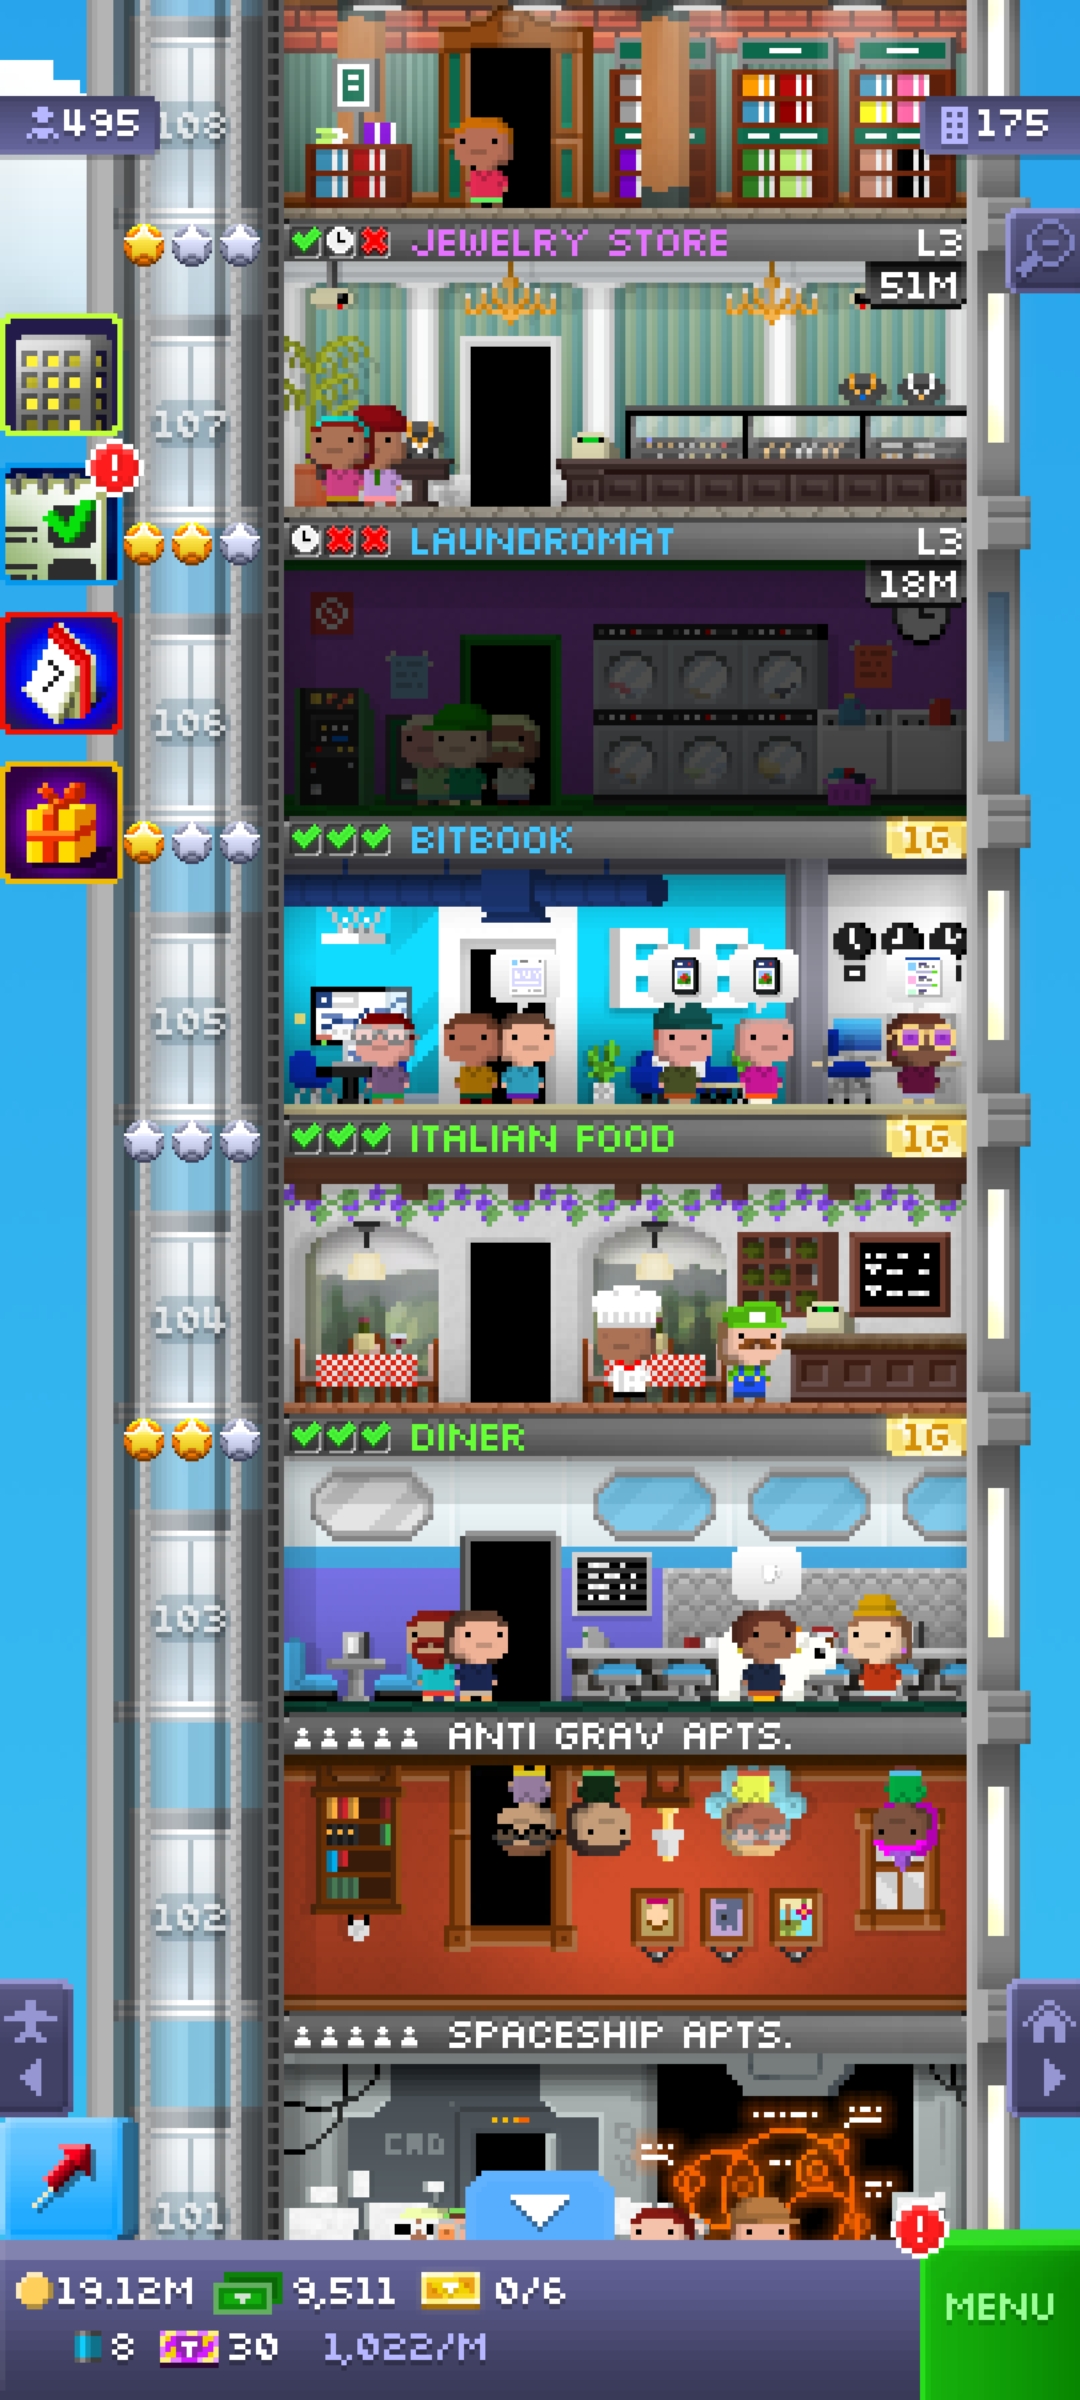 495
108
175
JEWELRY STORE
L3
51M
107
LAUNDROMAT
L3
18M
106
BITBOOK
1G
105
ITALIAN FOOD
1G
104
DINER
1G
103
ANTI GRAV APTS.
102
SPACESHIP APTS.
CMD
101
19.12M
9,511
0/6
MENU
8
T
30
1,022/M